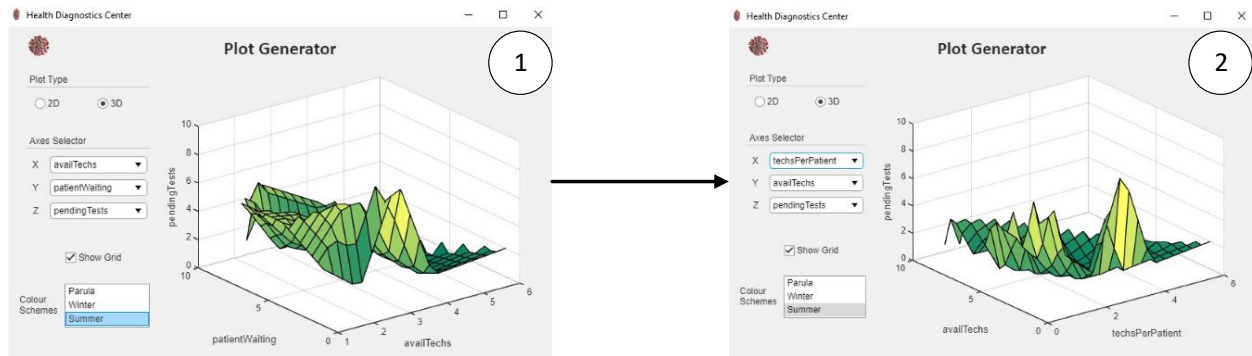 Health Diagnostics Center
Plot Generator
1
Plot Type
2D 3D
Axes Selector
X availTechs
Y patientWaiting
Z pendingTests
Show Grid
Colour
Schemes
Parula
Winter
Summer
pendingTests
10
8
6
4
2
0
10
5
0
patientWaiting
1
2
3
4
5
6
availTechs
Health Diagnostics Center
Plot Generator
2
Plot Type
2D 3D
Axes Selector
X techsPerPatient
Y availTechs
Z pendingTests
Show Grid
Colour
Schemes
Parula
Winter
Summer
pendingTests
10
8
6
4
2
0
10
5
0
availTechs
0
2
4
6
techsPerPatient